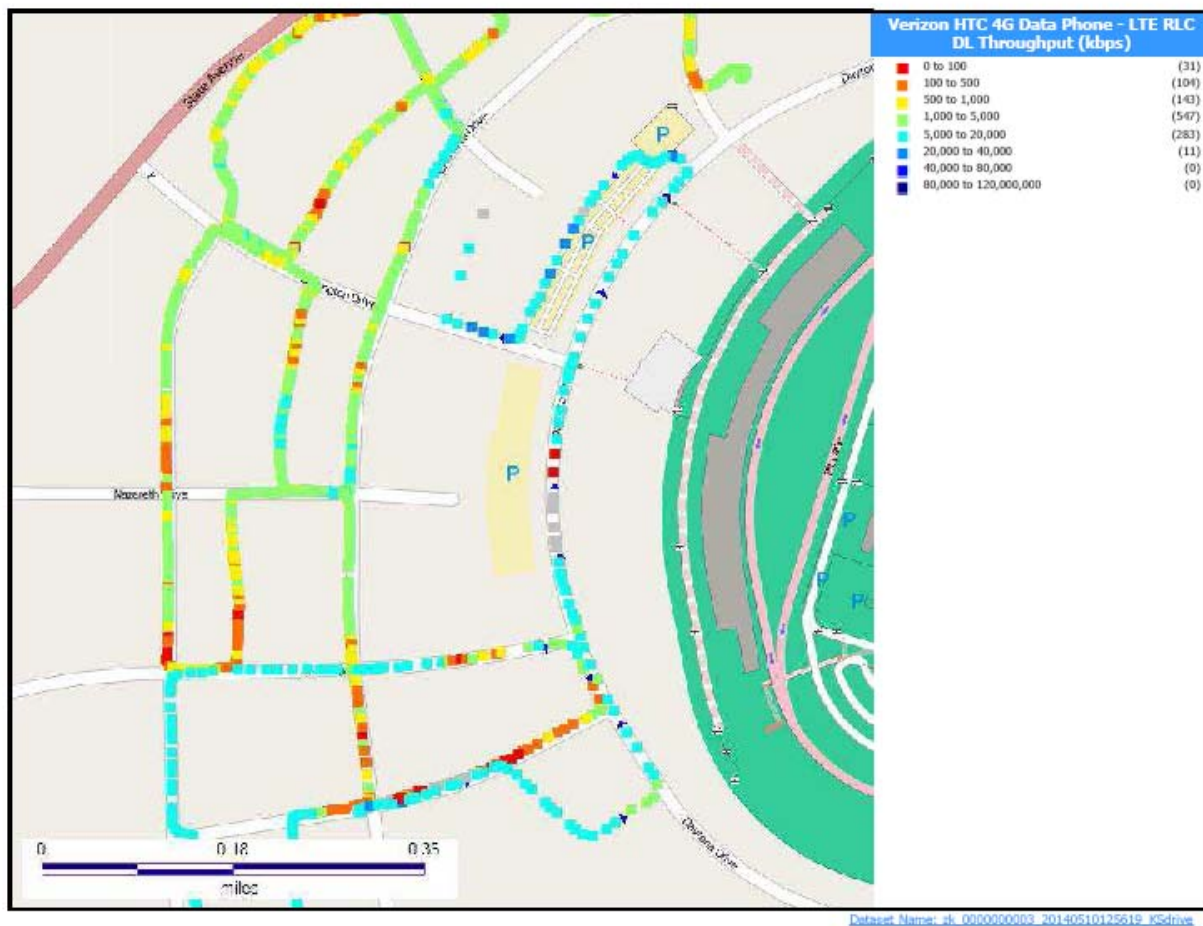 Verizon HTC 4G Data Phone - LTE RLC
DL Throughput (kbps)
0 to 100 (31)
100 to 500 (104)
500 to 1,000 (143)
1,000 to 5,000 (547)
5,000 to 20,000 (283)
20,000 to 40,000 (11)
40,000 to 80,000 (0)
80,000 to 120,000,000 (0)
State Avenue
Drive
P
P
Drive
Nazareth
P
P
P
P
Daytona Drive
0 0.18 0.35
miles
Dataset Name: zk_0000000003_20140510125619_KSdrive